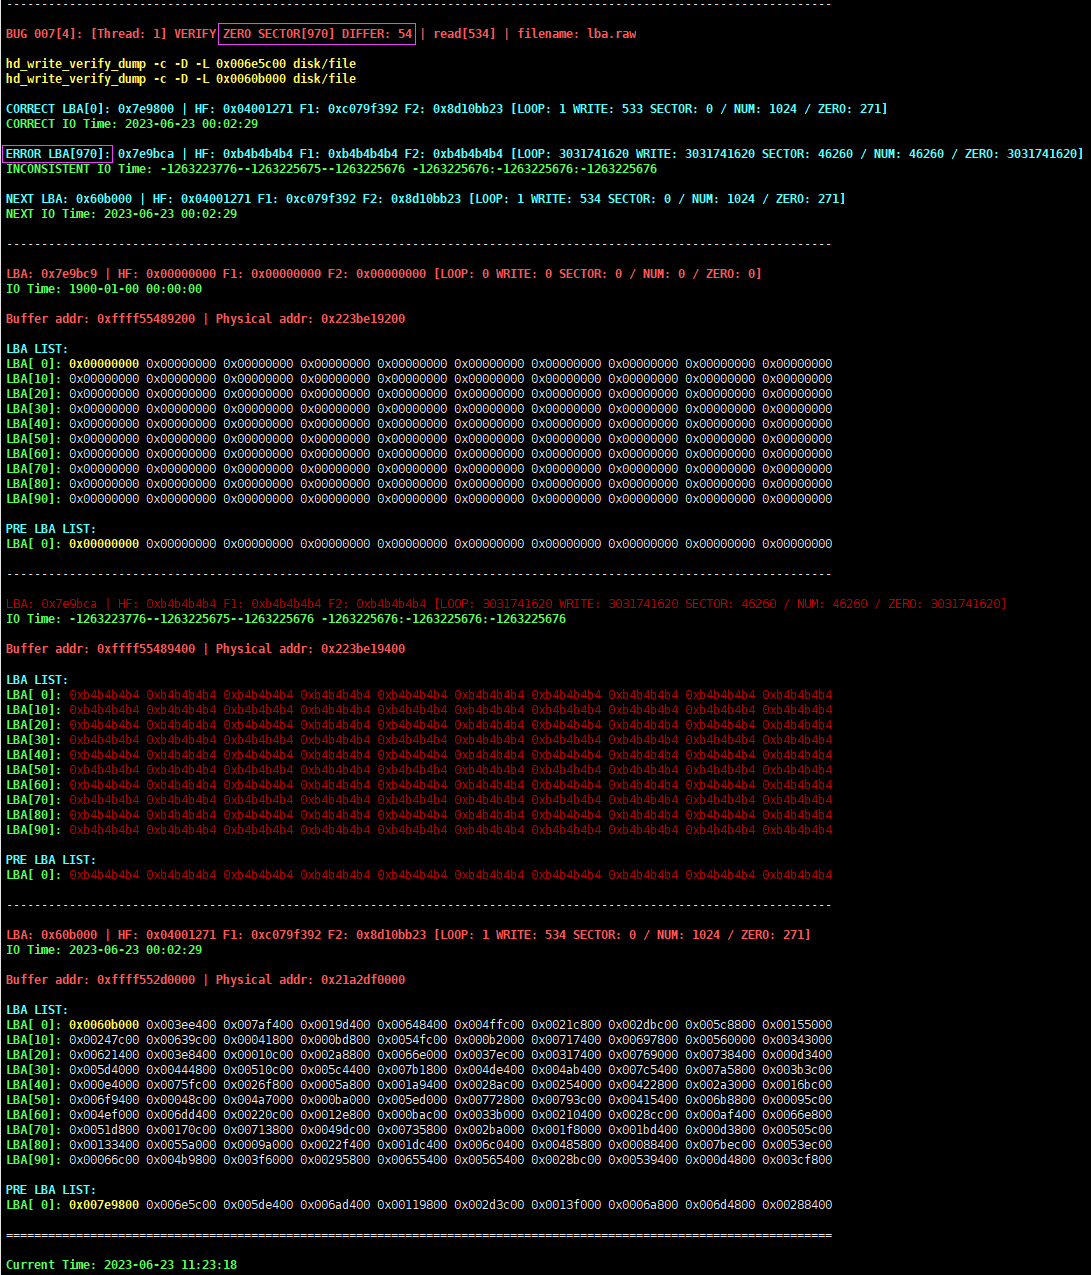 ----------------------------------------------------------------------------------------------------------------------
BUG 007[4]: [Thread: 1] VERIFY ZERO SECTOR[970] DIFFER: 54 | read[534] | filename: lba.raw
hd_write_verify_dump -c -D -L 0x006e5c00 disk/file
hd_write_verify_dump -c -D -L 0x0060b000 disk/file
CORRECT LBA[0]: 0x7e9800 | HF: 0x04001271 F1: 0xc079f392 F2: 0x8d10bb23 [LOOP: 1 WRITE: 533 SECTOR: 0 / NUM: 1024 / ZERO: 271]
CORRECT IO Time: 2023-06-23 00:02:29
ERROR LBA[970]: 0x7e9bca | HF: 0xb4b4b4b4 F1: 0xb4b4b4b4 F2: 0xb4b4b4b4 [LOOP: 3031741620 WRITE: 3031741620 SECTOR: 46260 / NUM: 46260 / ZERO: 3031741620]
INCONSISTENT IO Time: -1263223776--1263225675--1263225676 -1263225676:-1263225676:-1263225676
NEXT LBA: 0x60b000 | HF: 0x04001271 F1: 0xc079f392 F2: 0x8d10bb23 [LOOP: 1 WRITE: 534 SECTOR: 0 / NUM: 1024 / ZERO: 271]
NEXT IO Time: 2023-06-23 00:02:29
----------------------------------------------------------------------------------------------------------------------
LBA: 0x7e9bc9 | HF: 0x00000000 F1: 0x00000000 F2: 0x00000000 [LOOP: 0 WRITE: 0 SECTOR: 0 / NUM: 0 / ZERO: 0]
IO Time: 1900-01-00 00:00:00
Buffer addr: 0xffff55489200 | Physical addr: 0x223be19200
LBA LIST:
LBA[ 0]: 0x00000000 0x00000000 0x00000000 0x00000000 0x00000000 0x00000000 0x00000000 0x00000000 0x00000000 0x00000000
LBA[10]: 0x00000000 0x00000000 0x00000000 0x00000000 0x00000000 0x00000000 0x00000000 0x00000000 0x00000000 0x00000000
LBA[20]: 0x00000000 0x00000000 0x00000000 0x00000000 0x00000000 0x00000000 0x00000000 0x00000000 0x00000000 0x00000000
LBA[30]: 0x00000000 0x00000000 0x00000000 0x00000000 0x00000000 0x00000000 0x00000000 0x00000000 0x00000000 0x00000000
LBA[40]: 0x00000000 0x00000000 0x00000000 0x00000000 0x00000000 0x00000000 0x00000000 0x00000000 0x00000000 0x00000000
LBA[50]: 0x00000000 0x00000000 0x00000000 0x00000000 0x00000000 0x00000000 0x00000000 0x00000000 0x00000000 0x00000000
LBA[60]: 0x00000000 0x00000000 0x00000000 0x00000000 0x00000000 0x00000000 0x00000000 0x00000000 0x00000000 0x00000000
LBA[70]: 0x00000000 0x00000000 0x00000000 0x00000000 0x00000000 0x00000000 0x00000000 0x00000000 0x00000000 0x00000000
LBA[80]: 0x00000000 0x00000000 0x00000000 0x00000000 0x00000000 0x00000000 0x00000000 0x00000000 0x00000000 0x00000000
LBA[90]: 0x00000000 0x00000000 0x00000000 0x00000000 0x00000000 0x00000000 0x00000000 0x00000000 0x00000000 0x00000000
PRE LBA LIST:
LBA[ 0]: 0x00000000 0x00000000 0x00000000 0x00000000 0x00000000 0x00000000 0x00000000 0x00000000 0x00000000 0x00000000
----------------------------------------------------------------------------------------------------------------------
LBA: 0x7e9bca | HF: 0xb4b4b4b4 F1: 0xb4b4b4b4 F2: 0xb4b4b4b4 [LOOP: 3031741620 WRITE: 3031741620 SECTOR: 46260 / NUM: 46260 / ZERO: 3031741620]
IO Time: -1263223776--1263225675--1263225676 -1263225676:-1263225676:-1263225676
Buffer addr: 0xffff55489400 | Physical addr: 0x223be19400
LBA LIST:
LBA[ 0]: 0xb4b4b4b4 0xb4b4b4b4 0xb4b4b4b4 0xb4b4b4b4 0xb4b4b4b4 0xb4b4b4b4 0xb4b4b4b4 0xb4b4b4b4 0xb4b4b4b4 0xb4b4b4b4
LBA[10]: 0xb4b4b4b4 0xb4b4b4b4 0xb4b4b4b4 0xb4b4b4b4 0xb4b4b4b4 0xb4b4b4b4 0xb4b4b4b4 0xb4b4b4b4 0xb4b4b4b4 0xb4b4b4b4
LBA[20]: 0xb4b4b4b4 0xb4b4b4b4 0xb4b4b4b4 0xb4b4b4b4 0xb4b4b4b4 0xb4b4b4b4 0xb4b4b4b4 0xb4b4b4b4 0xb4b4b4b4 0xb4b4b4b4
LBA[30]: 0xb4b4b4b4 0xb4b4b4b4 0xb4b4b4b4 0xb4b4b4b4 0xb4b4b4b4 0xb4b4b4b4 0xb4b4b4b4 0xb4b4b4b4 0xb4b4b4b4 0xb4b4b4b4
LBA[40]: 0xb4b4b4b4 0xb4b4b4b4 0xb4b4b4b4 0xb4b4b4b4 0xb4b4b4b4 0xb4b4b4b4 0xb4b4b4b4 0xb4b4b4b4 0xb4b4b4b4 0xb4b4b4b4
LBA[50]: 0xb4b4b4b4 0xb4b4b4b4 0xb4b4b4b4 0xb4b4b4b4 0xb4b4b4b4 0xb4b4b4b4 0xb4b4b4b4 0xb4b4b4b4 0xb4b4b4b4 0xb4b4b4b4
LBA[60]: 0xb4b4b4b4 0xb4b4b4b4 0xb4b4b4b4 0xb4b4b4b4 0xb4b4b4b4 0xb4b4b4b4 0xb4b4b4b4 0xb4b4b4b4 0xb4b4b4b4 0xb4b4b4b4
LBA[70]: 0xb4b4b4b4 0xb4b4b4b4 0xb4b4b4b4 0xb4b4b4b4 0xb4b4b4b4 0xb4b4b4b4 0xb4b4b4b4 0xb4b4b4b4 0xb4b4b4b4 0xb4b4b4b4
LBA[80]: 0xb4b4b4b4 0xb4b4b4b4 0xb4b4b4b4 0xb4b4b4b4 0xb4b4b4b4 0xb4b4b4b4 0xb4b4b4b4 0xb4b4b4b4 0xb4b4b4b4 0xb4b4b4b4
LBA[90]: 0xb4b4b4b4 0xb4b4b4b4 0xb4b4b4b4 0xb4b4b4b4 0xb4b4b4b4 0xb4b4b4b4 0xb4b4b4b4 0xb4b4b4b4 0xb4b4b4b4 0xb4b4b4b4
PRE LBA LIST:
LBA[ 0]: 0xb4b4b4b4 0xb4b4b4b4 0xb4b4b4b4 0xb4b4b4b4 0xb4b4b4b4 0xb4b4b4b4 0xb4b4b4b4 0xb4b4b4b4 0xb4b4b4b4 0xb4b4b4b4
----------------------------------------------------------------------------------------------------------------------
LBA: 0x60b000 | HF: 0x04001271 F1: 0xc079f392 F2: 0x8d10bb23 [LOOP: 1 WRITE: 534 SECTOR: 0 / NUM: 1024 / ZERO: 271]
IO Time: 2023-06-23 00:02:29
Buffer addr: 0xffff552d0000 | Physical addr: 0x21a2df0000
LBA LIST:
LBA[ 0]: 0x0060b000 0x003ee400 0x007af400 0x0019d400 0x00648400 0x004ffc00 0x0021c800 0x002dbc00 0x005c8800 0x00155000
LBA[10]: 0x00247c00 0x00639c00 0x00041800 0x000bd800 0x0054fc00 0x000b2000 0x00717400 0x00697800 0x00560000 0x00343000
LBA[20]: 0x00621400 0x003e8400 0x00010c00 0x002a8800 0x0066e000 0x0037ec00 0x00317400 0x00769000 0x00738400 0x000d3400
LBA[30]: 0x005d4000 0x00444800 0x00510c00 0x005c4400 0x007b1800 0x004de400 0x004ab400 0x007c5400 0x007a5800 0x003b3c00
LBA[40]: 0x000e4000 0x0075fc00 0x0026f800 0x0005a800 0x001a9400 0x0028ac00 0x00254000 0x00422800 0x002a3000 0x0016bc00
LBA[50]: 0x006f9400 0x00048c00 0x004a7000 0x000ba000 0x005ed000 0x00772800 0x00793c00 0x00415400 0x006b8800 0x00095c00
LBA[60]: 0x004ef000 0x006dd400 0x00220c00 0x0012e800 0x000bac00 0x0033b000 0x00210400 0x0028cc00 0x000af400 0x0066e800
LBA[70]: 0x0051d800 0x00170c00 0x00713800 0x0049dc00 0x00735800 0x002ba000 0x001f8000 0x001bd400 0x000d3800 0x00505c00
LBA[80]: 0x00133400 0x0055a000 0x0009a000 0x0022f400 0x001dc400 0x006c0400 0x00485800 0x00088400 0x007bec00 0x0053ec00
LBA[90]: 0x00066c00 0x004b9800 0x003f6000 0x00295800 0x00655400 0x00565400 0x0028bc00 0x00539400 0x000d4800 0x003cf800
PRE LBA LIST:
LBA[ 0]: 0x007e9800 0x006e5c00 0x005de400 0x006ad400 0x00119800 0x002d3c00 0x0013f000 0x0006a800 0x006d4800 0x00288400
======================================================================================================================
Current Time: 2023-06-23 11:23:18